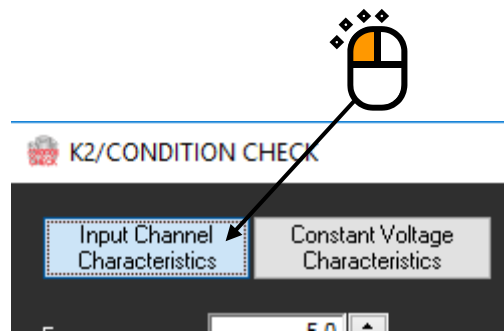 K2/CONDITION CHECK
Input Channel
Characteristics
Constant Voltage
Characteristics
5.0